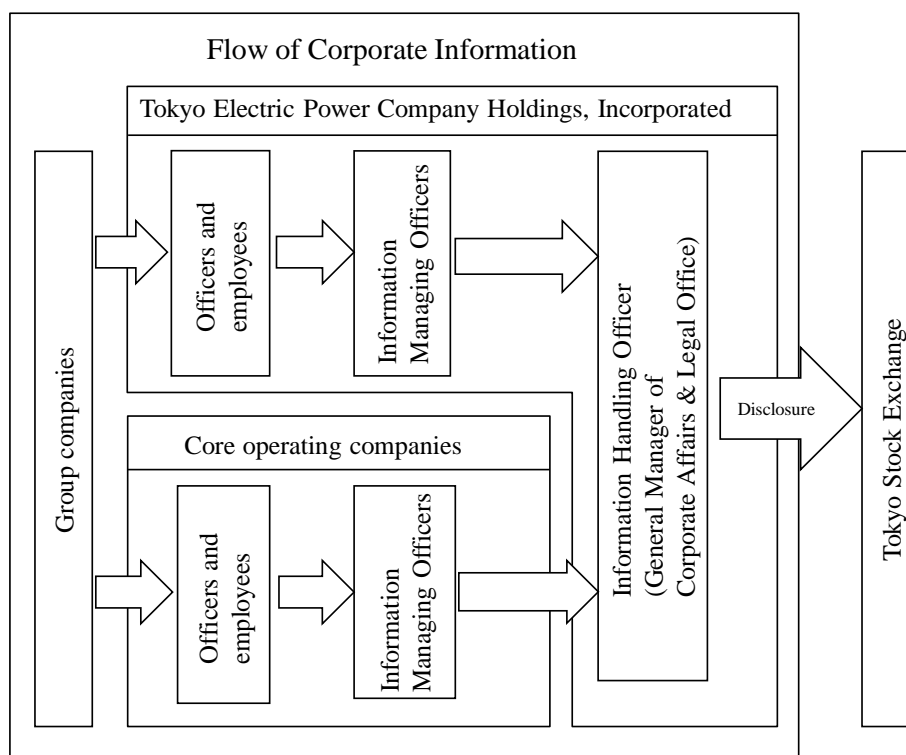 Flow of Corporate Information
Tokyo Electric Power Company Holdings, Incorporated
Group companies
Officers and
employees
Information
Managing Officers
Information Handling Officer
(General Manager of
Corporate Affairs & Legal Office)
Disclosure
Tokyo Stock Exchange
Core operating companies
Officers and
employees
Information
Managing Officers